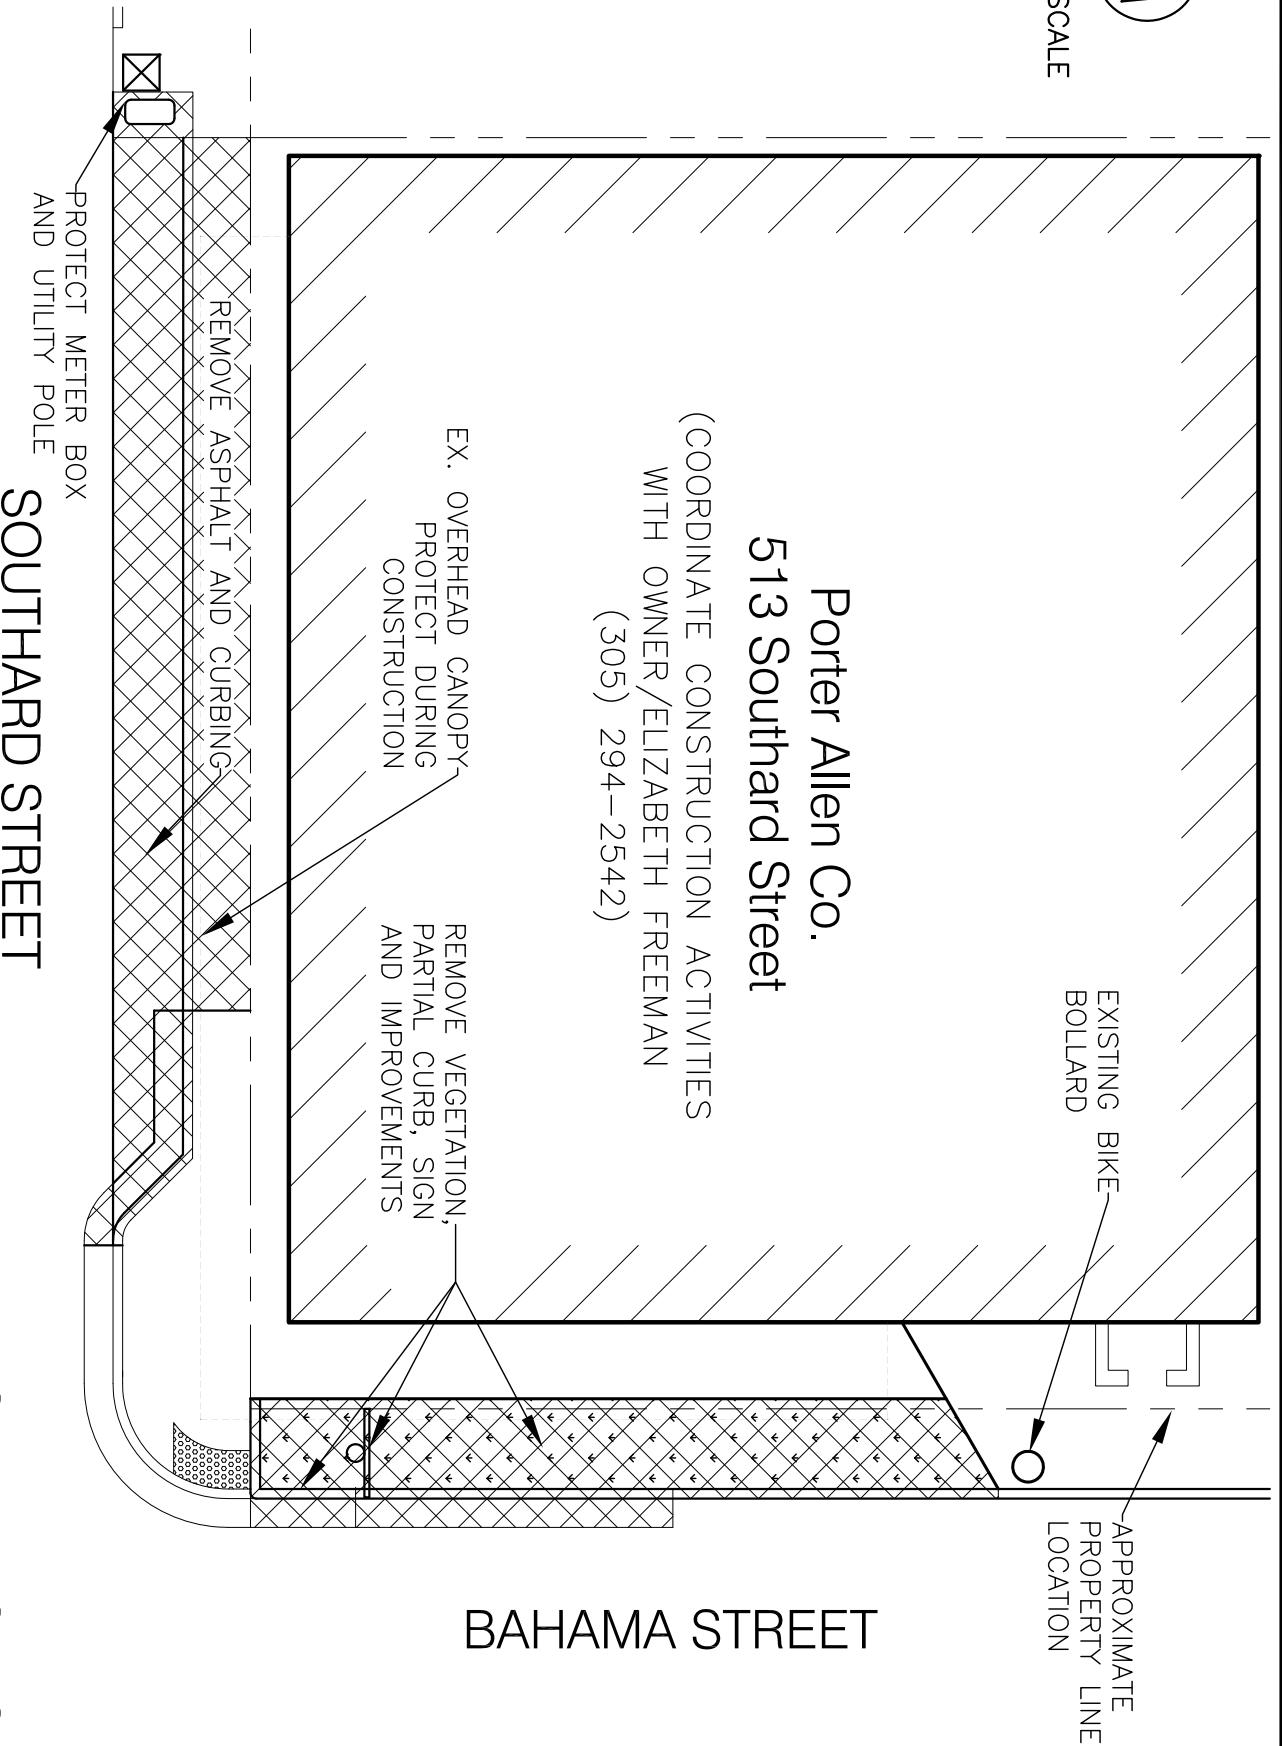 SCALE
EXISTING BIKE
BOLLARD
APPROXIMATE
PROPERTY LINE
LOCATION
Porter Allen Co.
513 Southard Street
(COORDINATE CONSTRUCTION ACTIVITIES
WITH OWNER/ELIZABETH FREEMAN
(305) 294-2542)
EX. OVERHEAD CANOPY
PROTECT DURING
CONSTRUCTION
REMOVE VEGETATION,
PARTIAL CURB, SIGN
AND IMPROVEMENTS
REMOVE ASPHALT AND CURBING
PROTECT METER BOX
AND UTILITY POLE
SOUTHARD STREET
BAHAMA STREET